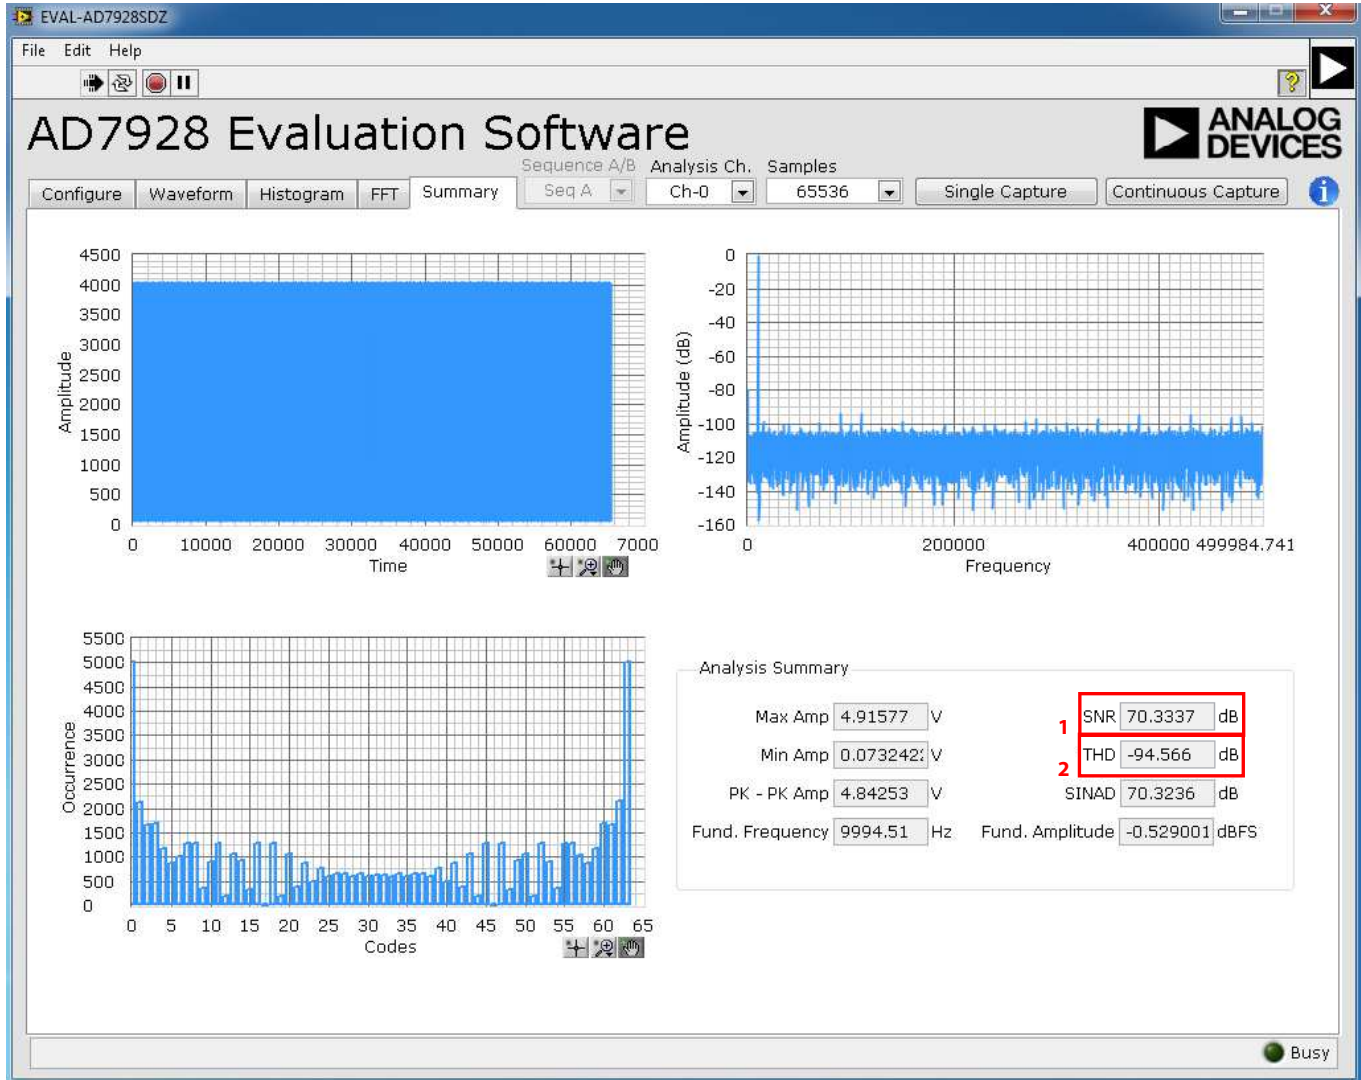 EVAL-AD7928SDZ
File Edit Help
AD7928 Evaluation Software
ANALOG
DEVICES
Sequence A/B Analysis Ch. Samples
Configure Waveform Histogram FFT Summary Seq A Ch-0 65536 Single Capture Continuous Capture
4500
4000
3500
3000
2500
2000
1500
1000
500
0
Amplitude
0 10000 20000 30000 40000 50000 60000 7000
Time
0
-20
-40
-60
-80
-100
-120
-140
-160
Amplitude (dB)
0 200000 400000 499984.741
Frequency
5500
5000
4500
4000
3500
3000
2500
2000
1500
1000
500
0
Occurrence
0 5 10 15 20 25 30 35 40 45 50 55 60 65
Codes
Analysis Summary
Max Amp 4.91577 V
1 SNR 70.3337 dB
Min Amp 0.073242 V
2 THD -94.566 dB
PK - PK Amp 4.84253 V
SINAD 70.3236 dB
Fund. Frequency 9994.51 Hz
Fund. Amplitude -0.529001 dBFS
Busy